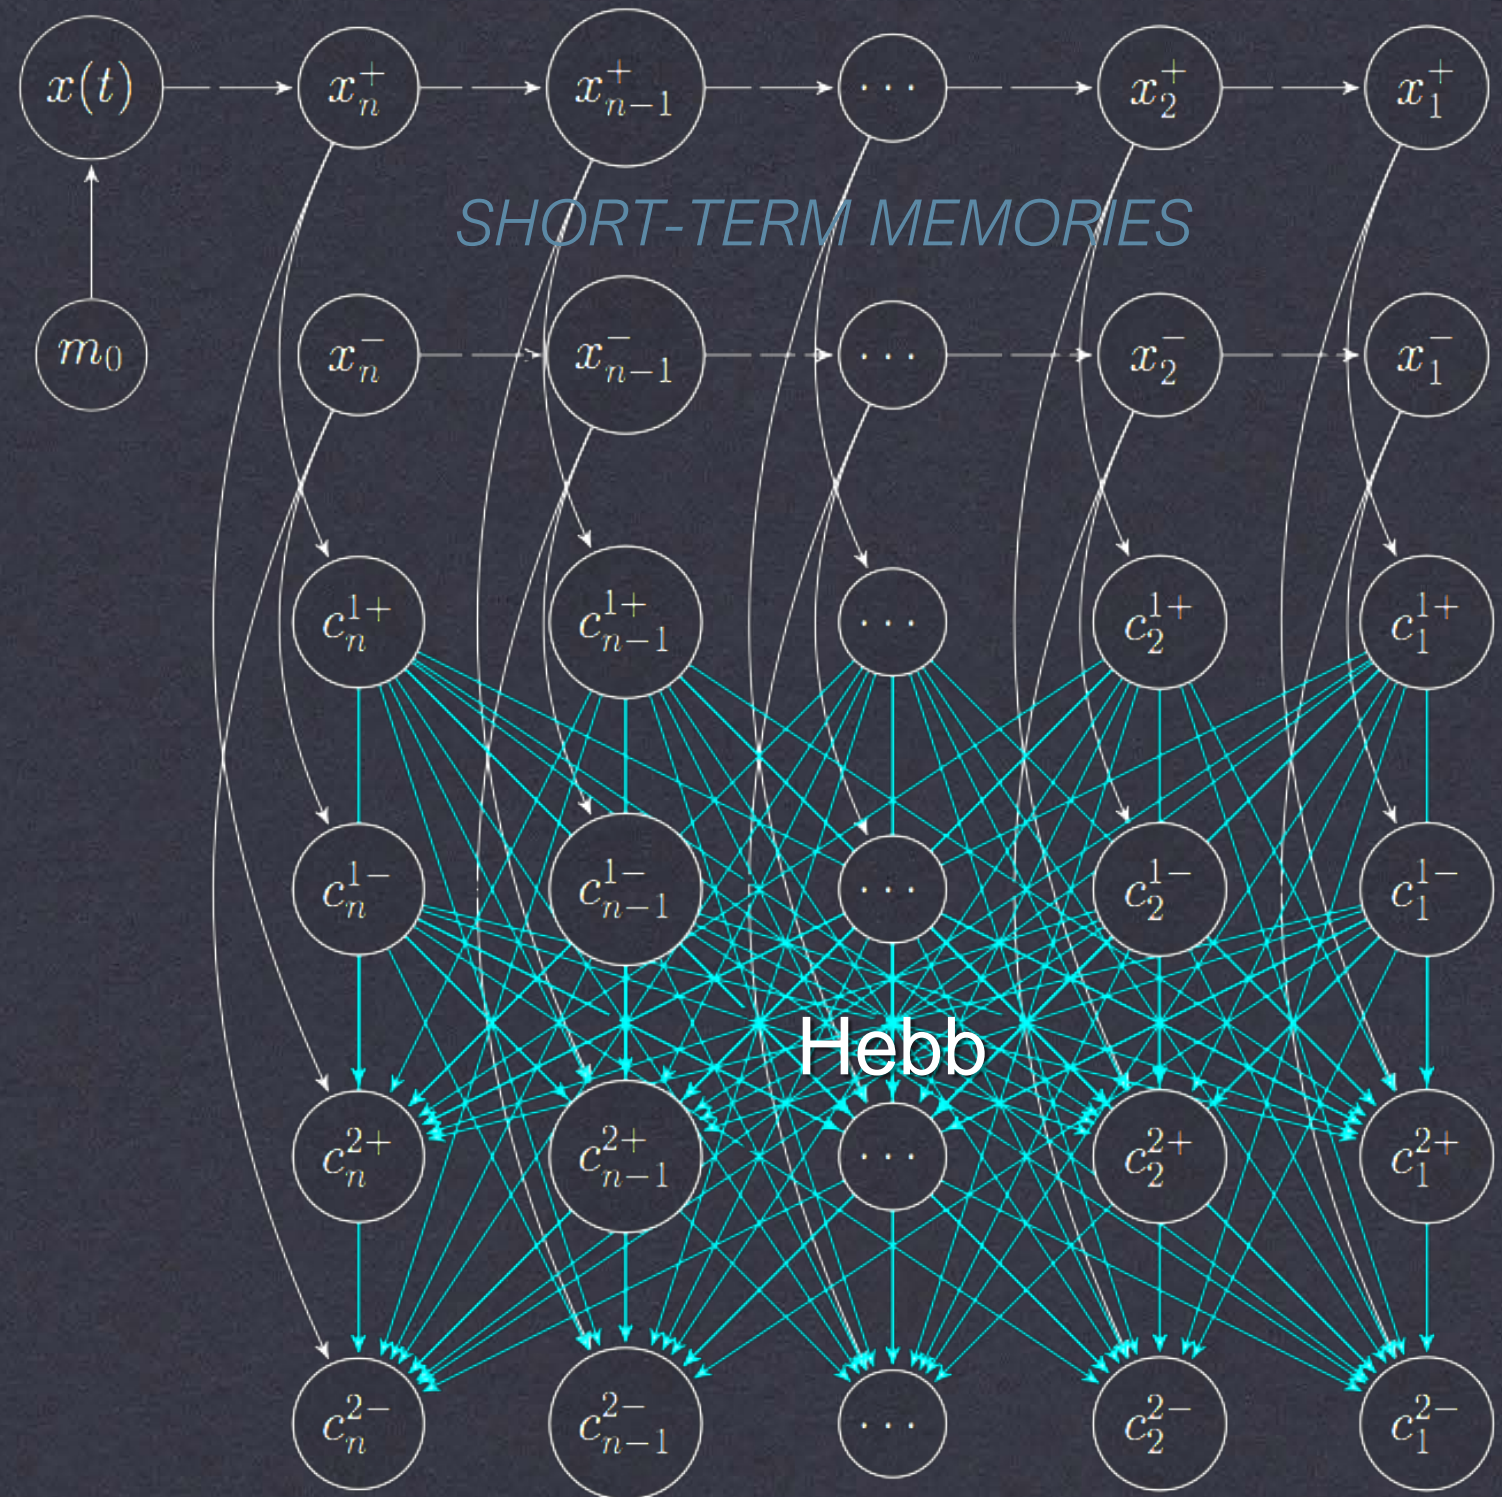 x(t) x_n^+ x_{n-1}^+ ... x_2^+ x_1^+
SHORT-TERM MEMORIES
m_0 x_n^- x_{n-1}^- ... x_2^- x_1^-
c_n^{1+} c_{n-1}^{1+} ... c_2^{1+} c_1^{1+}
c_n^{1-} c_{n-1}^{1-} ... c_2^{1-} c_1^{1-}
Hebb
c_n^{2+} c_{n-1}^{2+} ... c_2^{2+} c_1^{2+}
c_n^{2-} c_{n-1}^{2-} ... c_2^{2-} c_1^{2-}